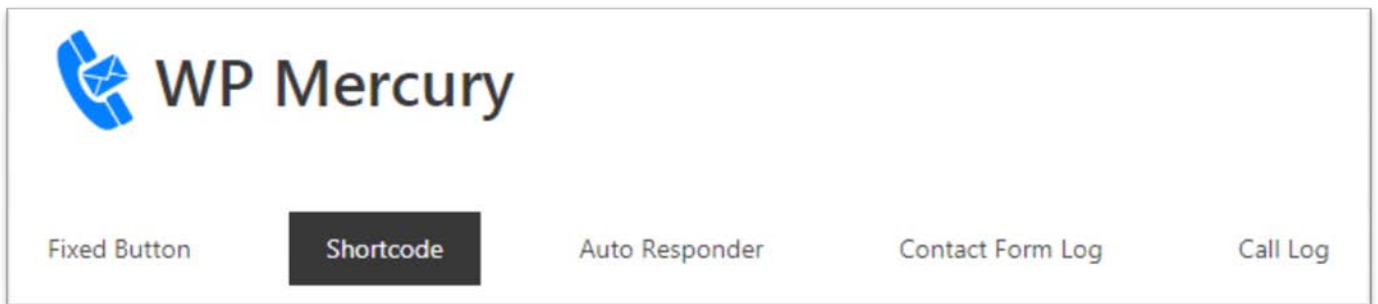 WP Mercury
Fixed Button Shortcode Auto Responder Contact Form Log Call Log